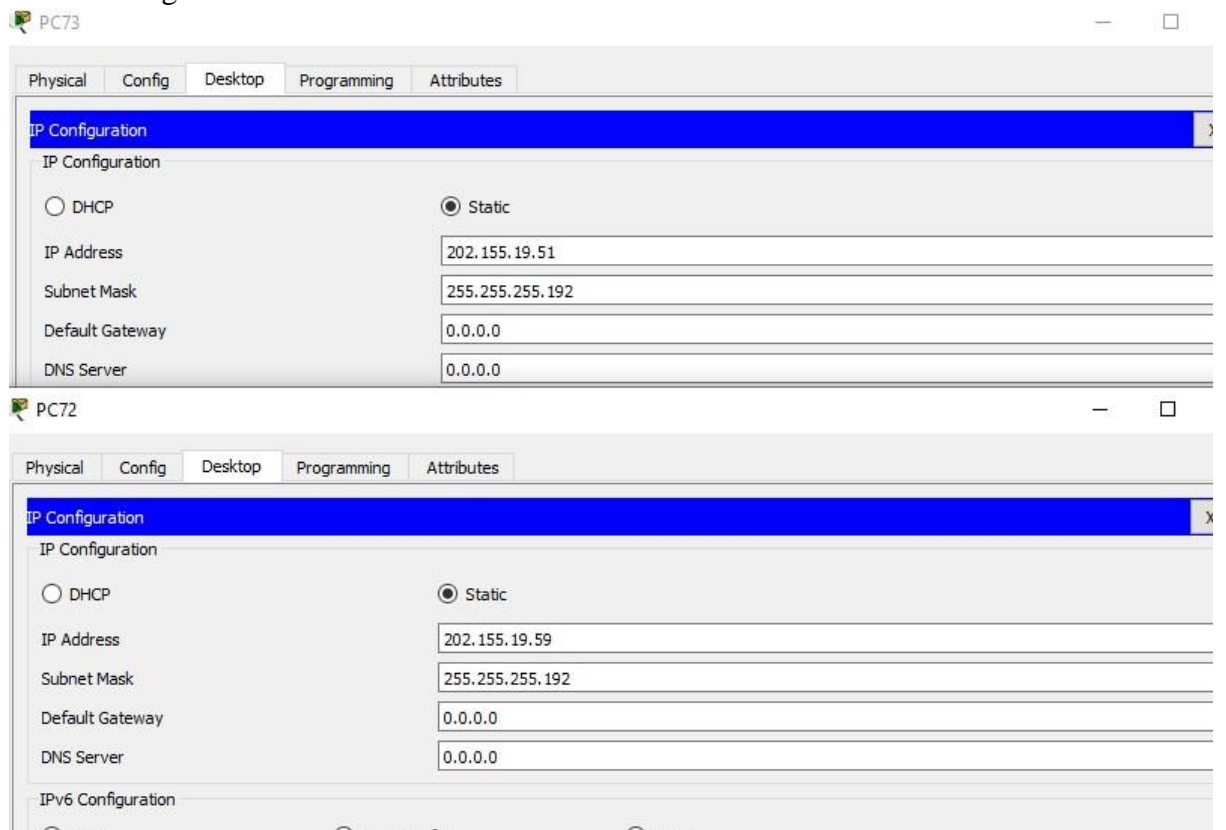 PC73
Physical Config Desktop Programming Attributes
IP Configuration
X
IP Configuration
DHCP Static
IP Address 202.155.19.51
Subnet Mask 255.255.255.192
Default Gateway 0.0.0.0
DNS Server 0.0.0.0
PC72
Physical Config Desktop Programming Attributes
IP Configuration X
IP Configuration
DHCP Static
IP Address 202.155.19.59
Subnet Mask 255.255.255.192
Default Gateway 0.0.0.0
DNS Server 0.0.0.0
IPv6 Configuration